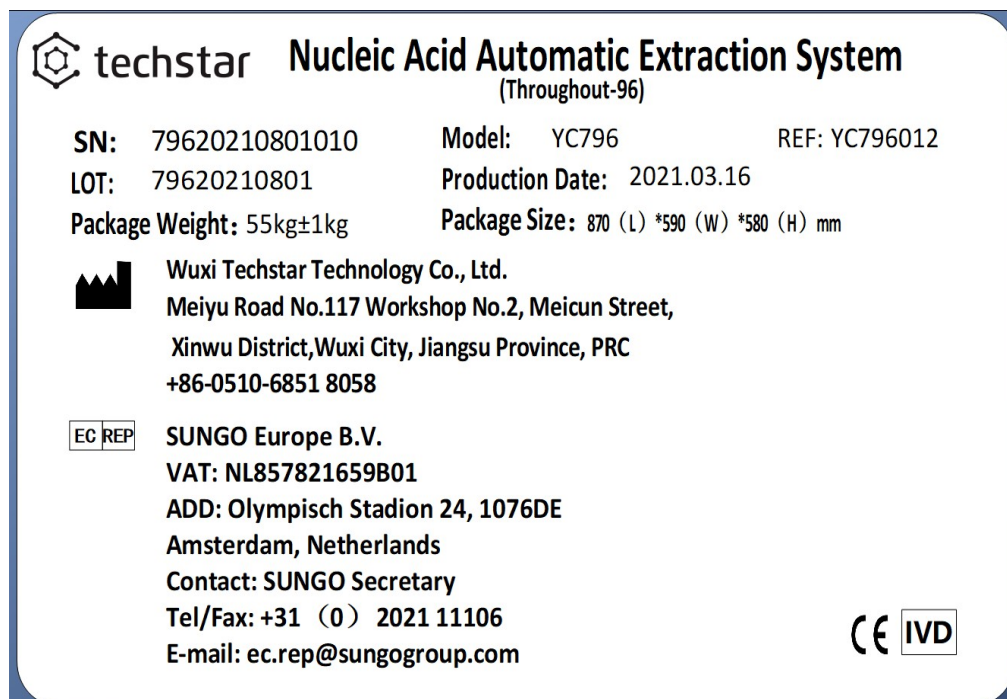 techstar Nucleic Acid Automatic Extraction System
(Throughout-96)
SN: 79620210801010 Model: YC796 REF: YC796012
LOT: 79620210801 Production Date: 2021.03.16
Package Weight: 55kg±1kg Package Size: 870 (L) *590 (W) *580 (H) mm
Wuxi Techstar Technology Co., Ltd.
Meiyu Road No.117 Workshop No.2, Meicun Street,
Xinwu District,Wuxi City, Jiangsu Province, PRC
+86-0510-6851 8058
EC REP SUNGO Europe B.V.
VAT: NL857821659B01
ADD: Olympisch Stadion 24, 1076DE
Amsterdam, Netherlands
Contact: SUNGO Secretary
Tel/Fax: +31 (0) 2021 11106
E-mail: ec.rep@sungogroup.com
CE IVD